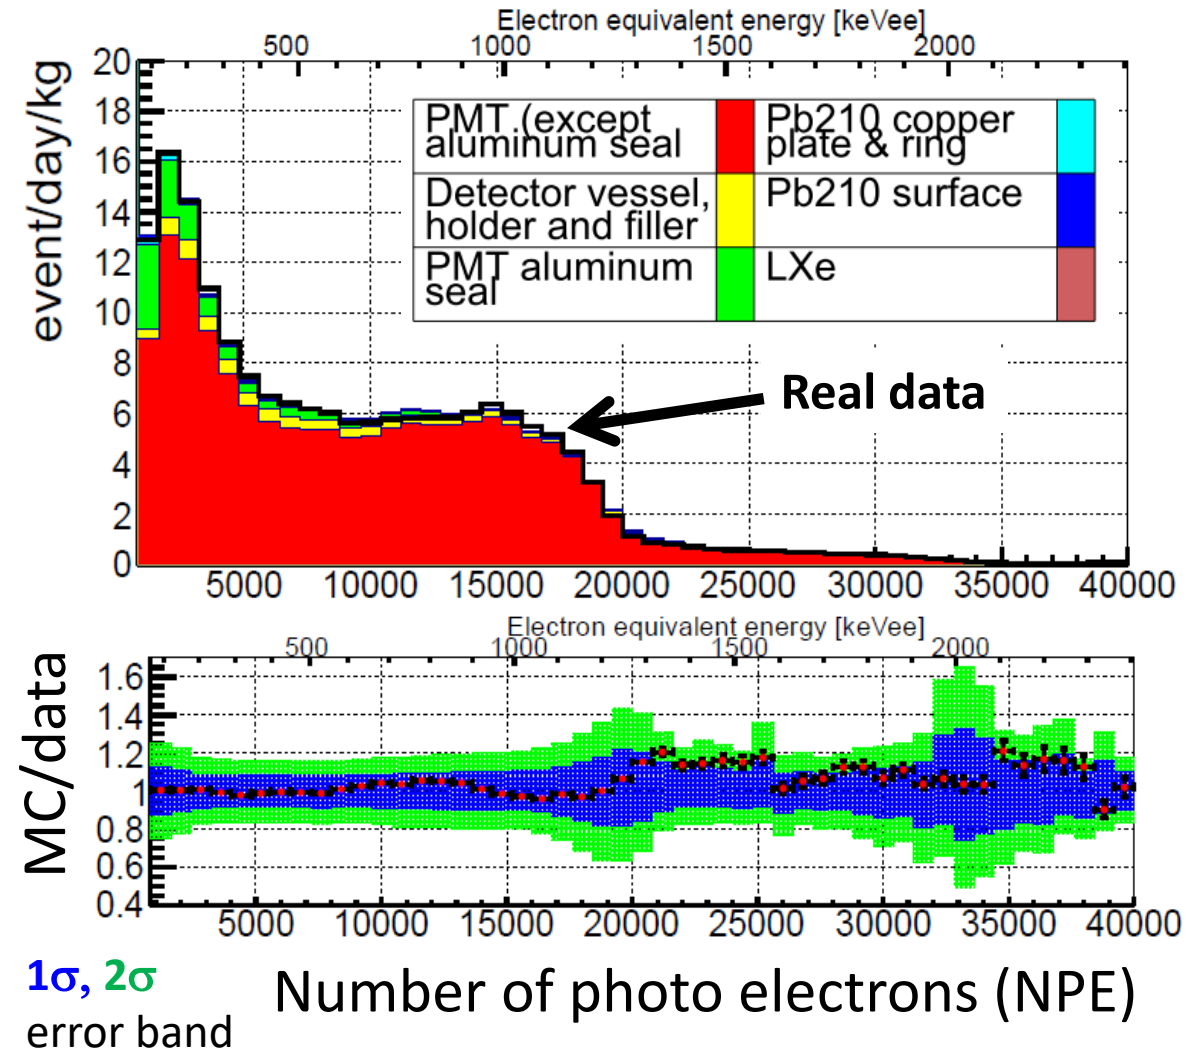 Electron equivalent energy [keVee]
500 1000 1500 2000
event/day/kg
20
18
16
14
12
10
8
6
4
2
0
PMT (except
aluminum seal
Pb210 copper
plate & ring
Detector vessel,
holder and filler
Pb210 surface
PMT aluminum
seal
LXe
Real data
5000 10000 15000 20000 25000 30000 35000 40000
Electron equivalent energy [keVee]
500 1000 1500 2000
MC/data
1.6
1.4
1.2
1
0.8
0.6
0.4
5000 10000 15000 20000 25000 30000 35000 40000
1σ, 2σ
error band
Number of photo electrons (NPE)